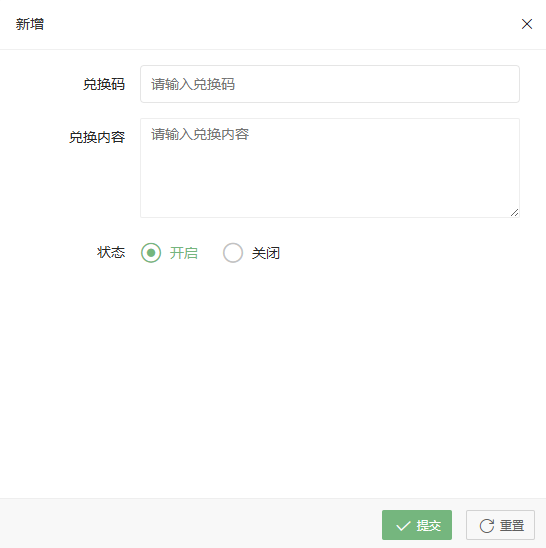 新增
兑换码 请输入兑换码
兑换内容 请输入兑换内容
状态 开启 关闭
提交 重置